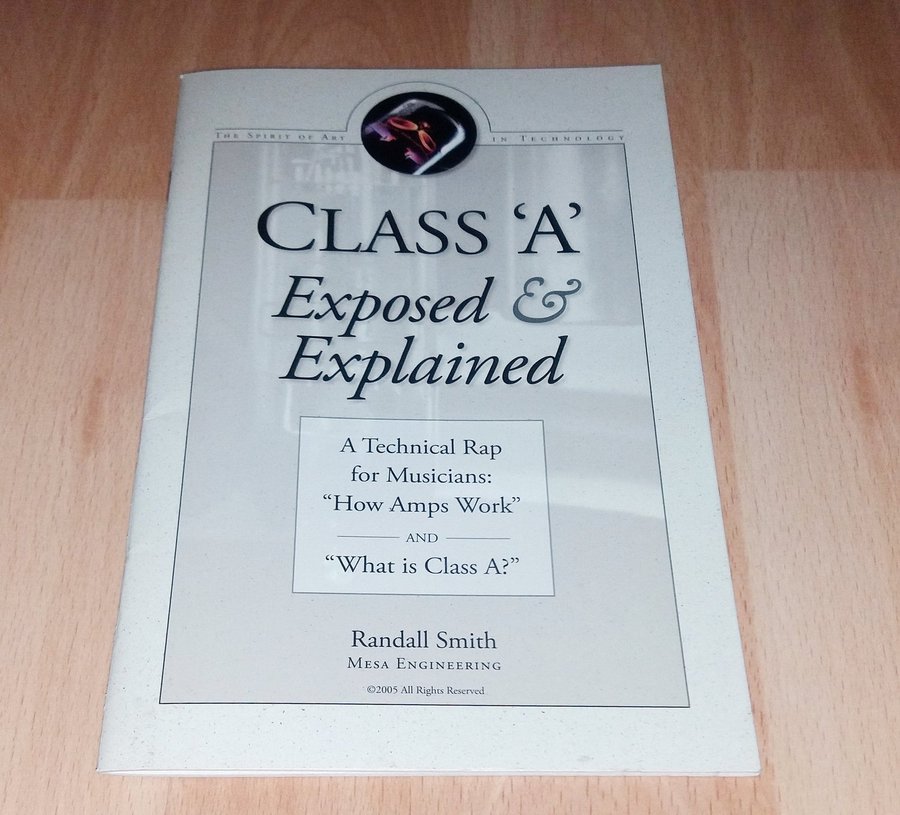 The Spirit of Art in Technology
CLASS ‘A’
Exposed &
Explained
A Technical Rap
for Musicians:
“How Amps Work”
AND
“What is Class A?”
Randall Smith
Mesa Engineering
©2005 All Rights Reserved